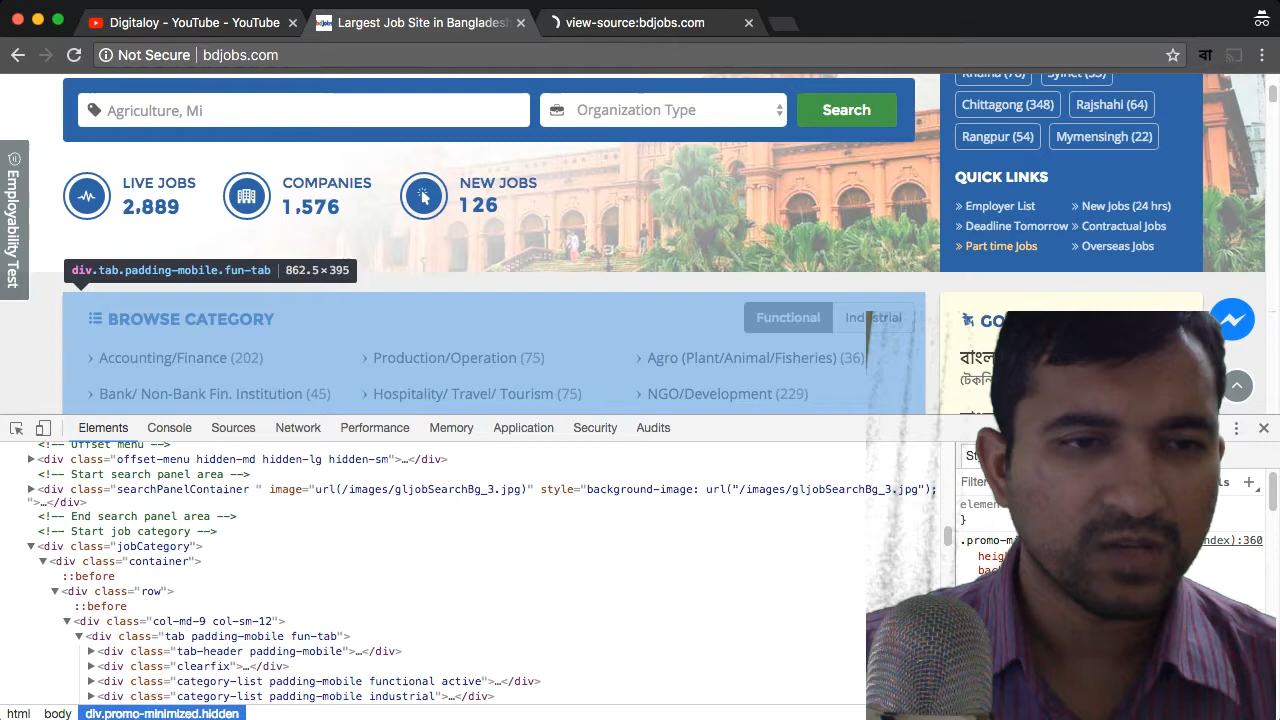 Digitaloy - YouTube - YouTube
Largest Job Site in Bangladesh
view-source:bdjobs.com
Not Secure
bdjobs.com
বা
Agriculture, Mi
Organization Type
Search
Chittagong (348)
Rajshahi (64)
Rangpur (54)
Mymensingh (22)
LIVE JOBS
2,889
COMPANIES
1,576
NEW JOBS
126
QUICK LINKS
» Employer List
» New Jobs (24 hrs)
» Deadline Tomorrow
» Contractual Jobs
» Part time Jobs
» Overseas Jobs
Employability Test
div.tab.padding-mobile.fun-tab
862.5×395
BROWSE CATEGORY
Functional
Industrial
› Accounting/Finance (202)
› Production/Operation (75)
› Agro (Plant/Animal/Fisheries) (36)
› Bank/ Non-Bank Fin. Institution (45)
› Hospitality/ Travel/ Tourism (75)
› NGO/Development (229)
Elements
Console
Sources
Network
Performance
Memory
Application
Security
Audits
<!-- Offset menu -->
<div class="offset-menu hidden-md hidden-lg hidden-sm">…</div>
<!-- Start search panel area -->
<div class="searchPanelContainer " image="url(/images/gljobSearchBg_3.jpg)" style="background-image: url("/images/gljobSearchBg_3.jpg");
">…</div>
<!-- End search panel area -->
<!-- Start job category -->
<div class="jobCategory">
<div class="container">
::before
<div class="row">
::before
<div class="col-md-9 col-sm-12">
<div class="tab padding-mobile fun-tab">
<div class="tab-header padding-mobile">…</div>
<div class="clearfix">…</div>
<div class="category-list padding-mobile functional active">…</div>
<div class="category-list padding-mobile industrial">…</div>
html
body
div.promo-minimized.hidden
Filter
}